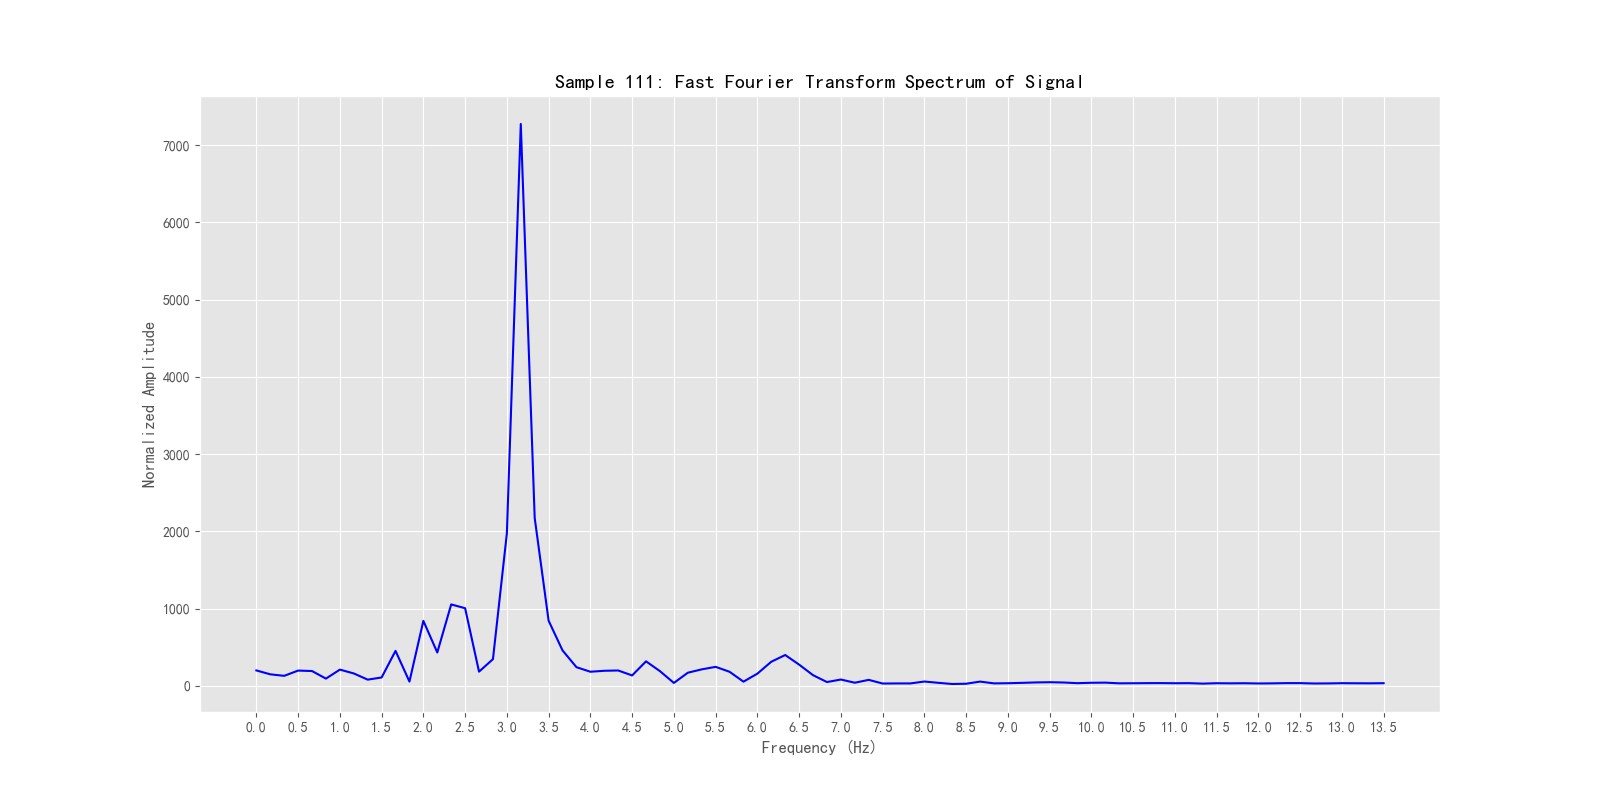 Sample 111: Fast Fourier Transform Spectrum of Signal
7000
6000
5000
4000
3000
2000
1000
0
Normalized Amplitude
0.0 0.5 1.0 1.5 2.0 2.5 3.0 3.5 4.0 4.5 5.0 5.5 6.0 6.5 7.0 7.5 8.0 8.5 9.0 9.5 10.0 10.5 11.0 11.5 12.0 12.5 13.0 13.5
Frequency (Hz)